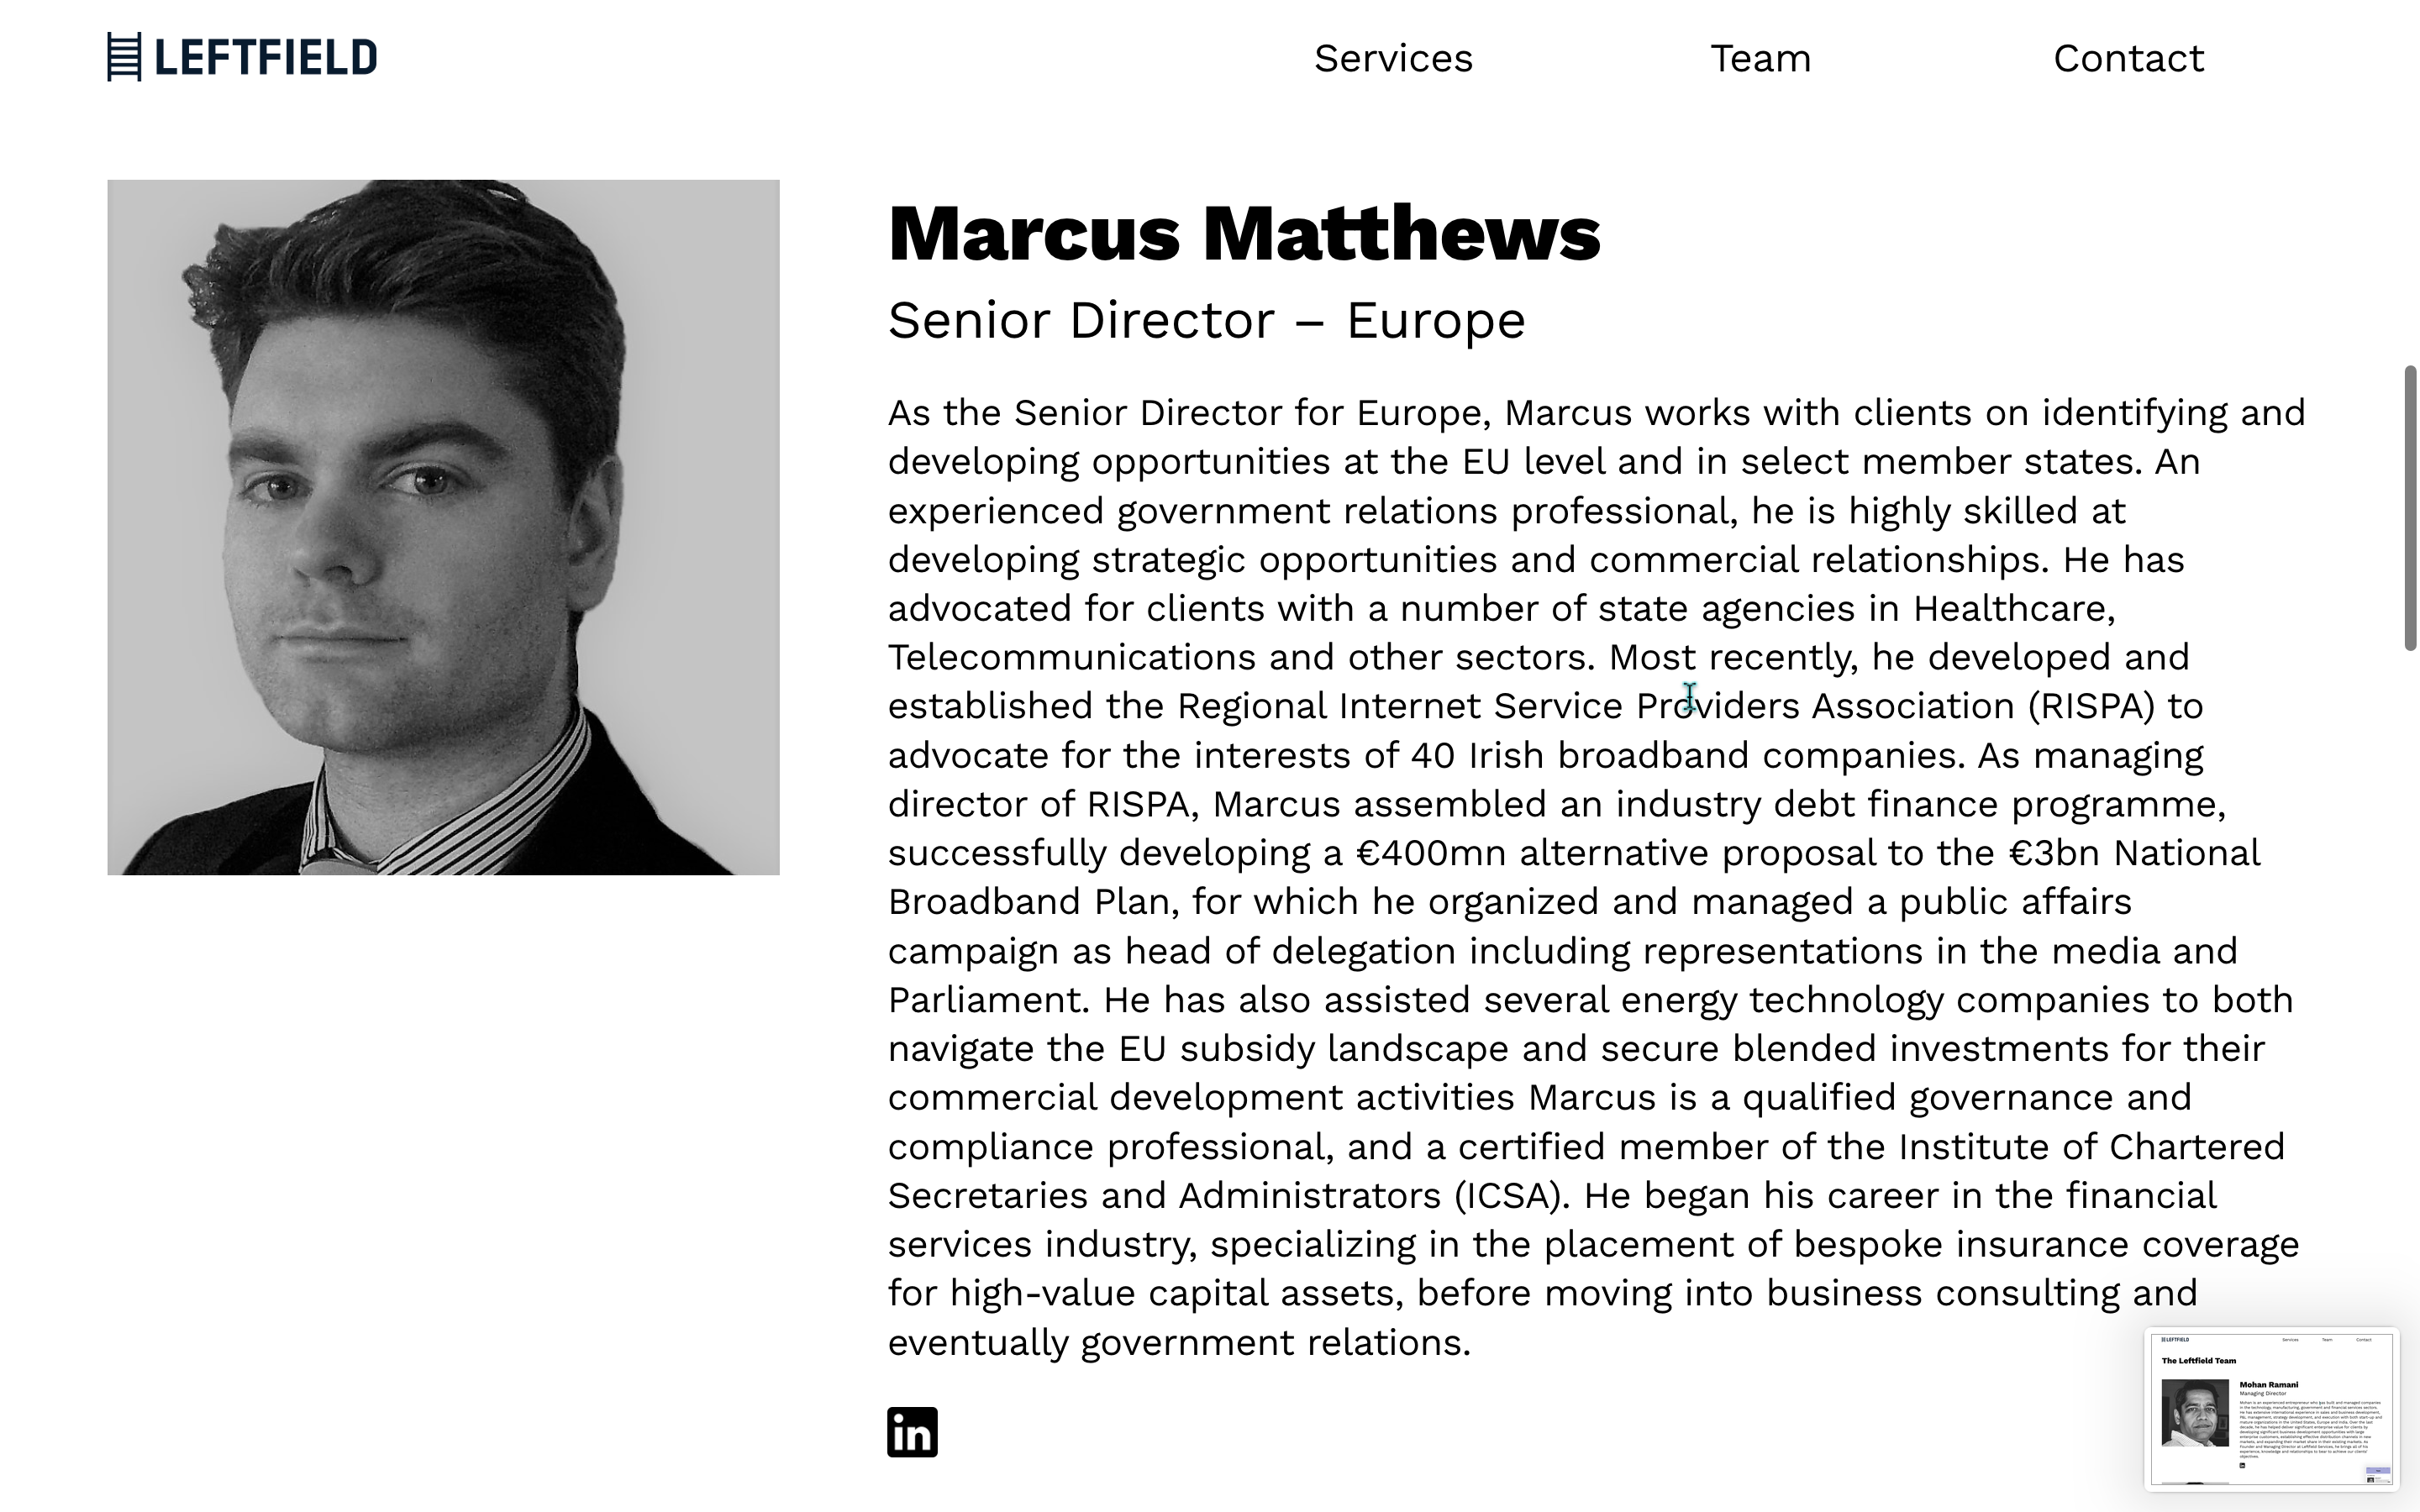 LEFTFIELD
Services
Team
Contact
Marcus Matthews
Senior Director – Europe
As the Senior Director for Europe, Marcus works with clients on identifying and
developing opportunities at the EU level and in select member states. An
experienced government relations professional, he is highly skilled at
developing strategic opportunities and commercial relationships. He has
advocated for clients with a number of state agencies in Healthcare,
Telecommunications and other sectors. Most recently, he developed and
established the Regional Internet Service Providers Association (RISPA) to
advocate for the interests of 40 Irish broadband companies. As managing
director of RISPA, Marcus assembled an industry debt finance programme,
successfully developing a €400mn alternative proposal to the €3bn National
Broadband Plan, for which he organized and managed a public affairs
campaign as head of delegation including representations in the media and
Parliament. He has also assisted several energy technology companies to both
navigate the EU subsidy landscape and secure blended investments for their
commercial development activities Marcus is a qualified governance and
compliance professional, and a certified member of the Institute of Chartered
Secretaries and Administrators (ICSA). He began his career in the financial
services industry, specializing in the placement of bespoke insurance coverage
for high-value capital assets, before moving into business consulting and
eventually government relations.
in
LEFTFIELD
Services
Team
Contact
The Leftfield Team
Mohan Ramani
Managing Director